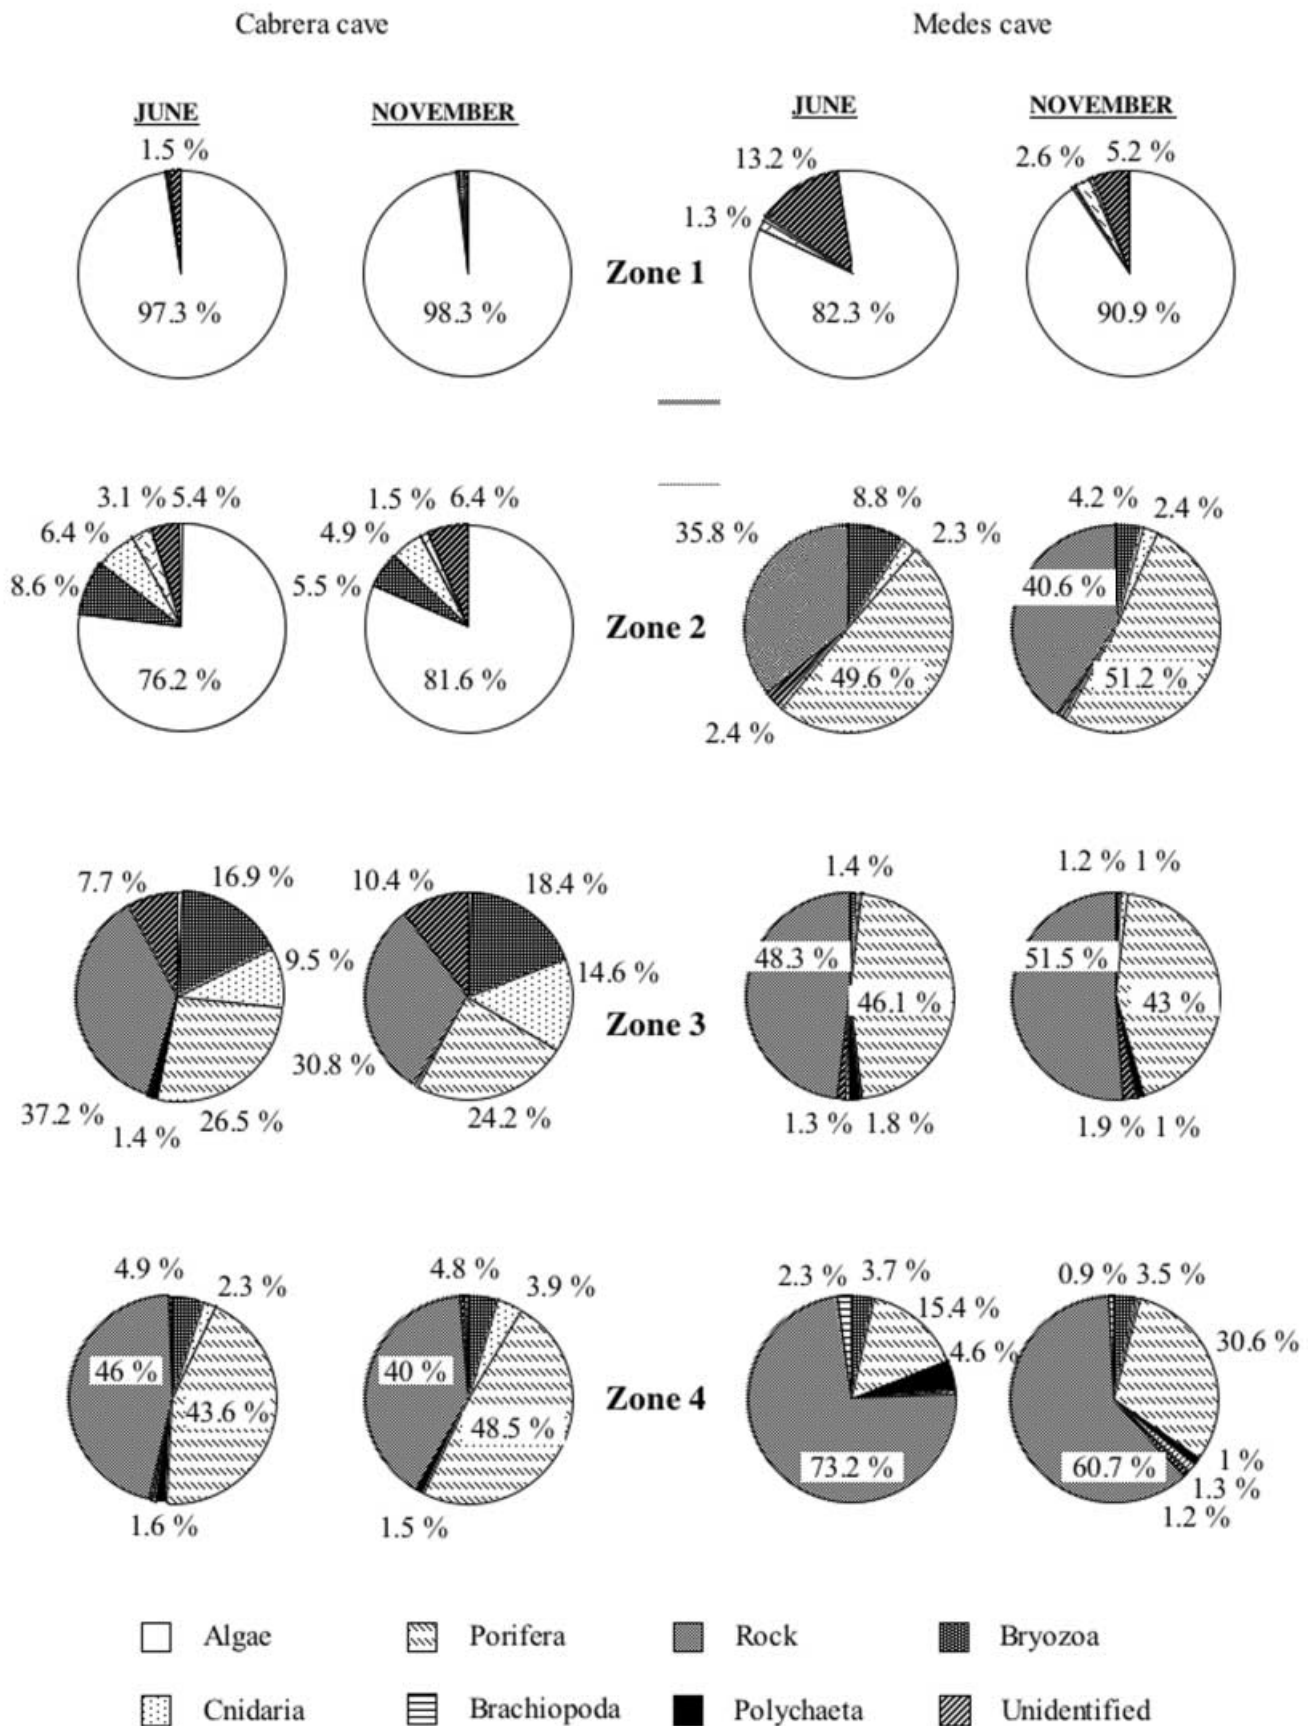 Cabrera cave Medes cave
JUNE NOVEMBER JUNE NOVEMBER
1.5 % 13.2 % 2.6 % 5.2 %
1.3 %
Zone 1
97.3 % 98.3 % 82.3 % 90.9 %
3.1 % 5.4 % 1.5 % 6.4 % 8.8 % 4.2 % 2.4 %
6.4 % 4.9 % 35.8 % 2.3 %
8.6 % 5.5 % 40.6 %
Zone 2
76.2 % 81.6 % 49.6 % 51.2 %
2.4 %
7.7 % 16.9 % 10.4 % 18.4 % 1.4 % 1.2 % 1 %
9.5 % 14.6 % 48.3 % 51.5 %
Zone 3 46.1 % 43 %
30.8 %
37.2 % 1.4 % 26.5 % 24.2 % 1.3 % 1.8 % 1.9 % 1 %
4.9 % 2.3 % 4.8 % 3.9 % 2.3 % 3.7 % 0.9 % 3.5 %
15.4 % 30.6 %
46 % 40 % 4.6 %
Zone 4
43.6 % 48.5 %
73.2 % 60.7 % 1 %
1.3 %
1.6 % 1.5 % 1.2 %
Algae Porifera Rock Bryozoa
Cnidaria Brachiopoda Polychaeta Unidentified